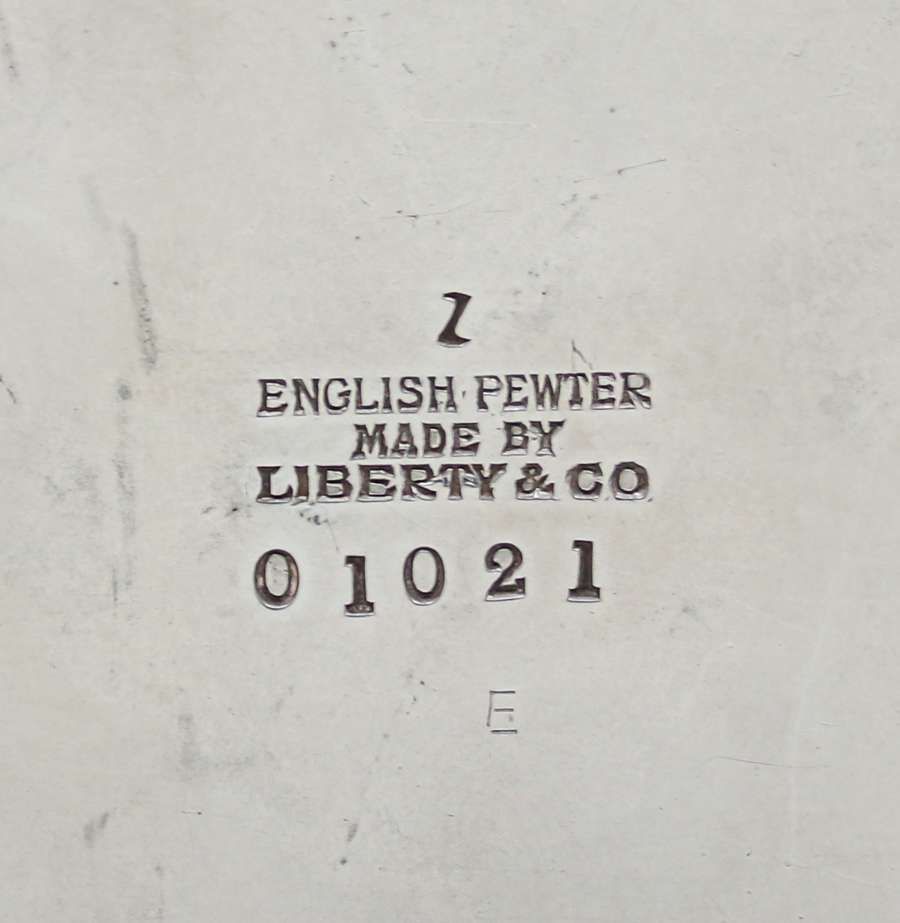 Z
ENGLISH PEWTER
MADE BY
LIBERTY & CO
01021
E